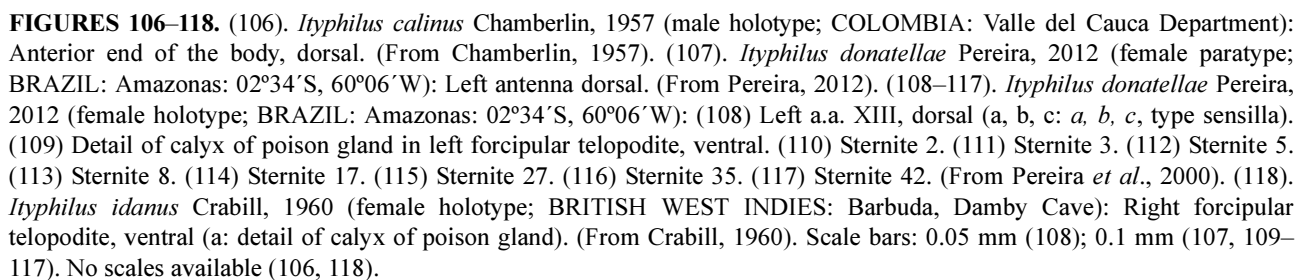 FIGURES 106–118. (106). Ityphilus calinus Chamberlin, 1957 (male holotype; COLOMBIA: Valle del Cauca Department):
Anterior end of the body, dorsal. (From Chamberlin, 1957). (107). Ityphilus donatellae Pereira, 2012 (female paratype;
BRAZIL: Amazonas: 02º34´S, 60º06´W): Left antenna dorsal. (From Pereira, 2012). (108–117). Ityphilus donatellae Pereira,
2012 (female holotype; BRAZIL: Amazonas: 02º34´S, 60º06´W): (108) Left a.a. XIII, dorsal (a, b, c: a, b, c, type sensilla).
(109) Detail of calyx of poison gland in left forcipular telopodite, ventral. (110) Sternite 2. (111) Sternite 3. (112) Sternite 5.
(113) Sternite 8. (114) Sternite 17. (115) Sternite 27. (116) Sternite 35. (117) Sternite 42. (From Pereira et al., 2000). (118).
Ityphilus idanus Crabill, 1960 (female holotype; BRITISH WEST INDIES: Barbuda, Damby Cave): Right forcipular
telopodite, ventral (a: detail of calyx of poison gland). (From Crabill, 1960). Scale bars: 0.05 mm (108); 0.1 mm (107, 109–
117). No scales available (106, 118).